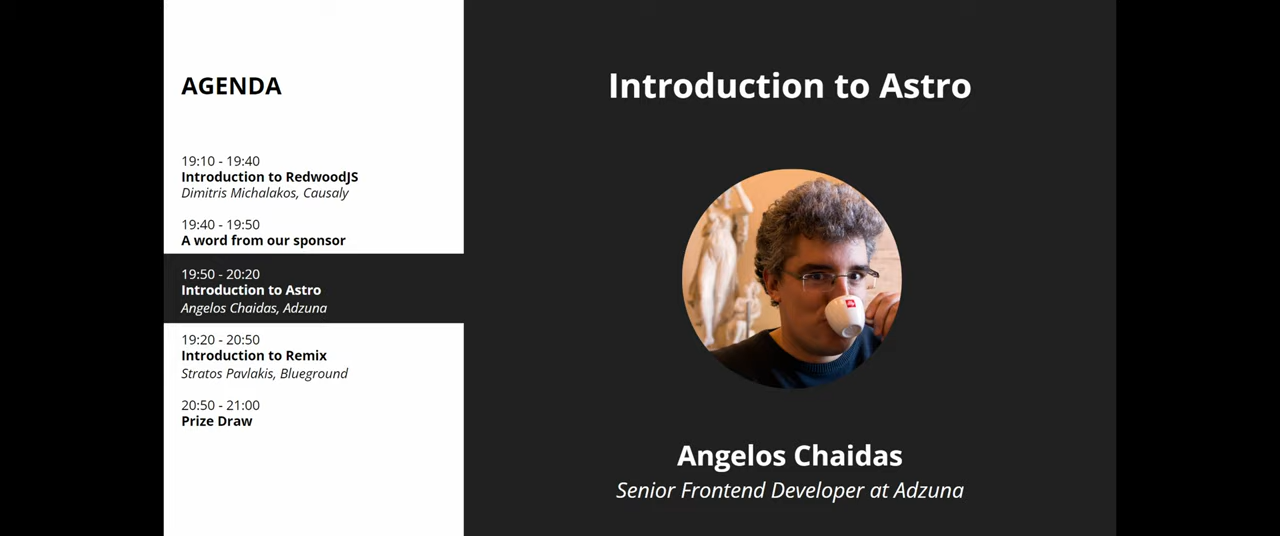 AGENDA
19:10 - 19:40
Introduction to RedwoodJS
Dimitris Michalakos, Causaly
19:40 - 19:50
A word from our sponsor
19:50 - 20:20
Introduction to Astro
Angelos Chaidas, Adzuna
19:20 - 20:50
Introduction to Remix
Stratos Pavlakis, Blueground
20:50 - 21:00
Prize Draw
Introduction to Astro
Angelos Chaidas
Senior Frontend Developer at Adzuna